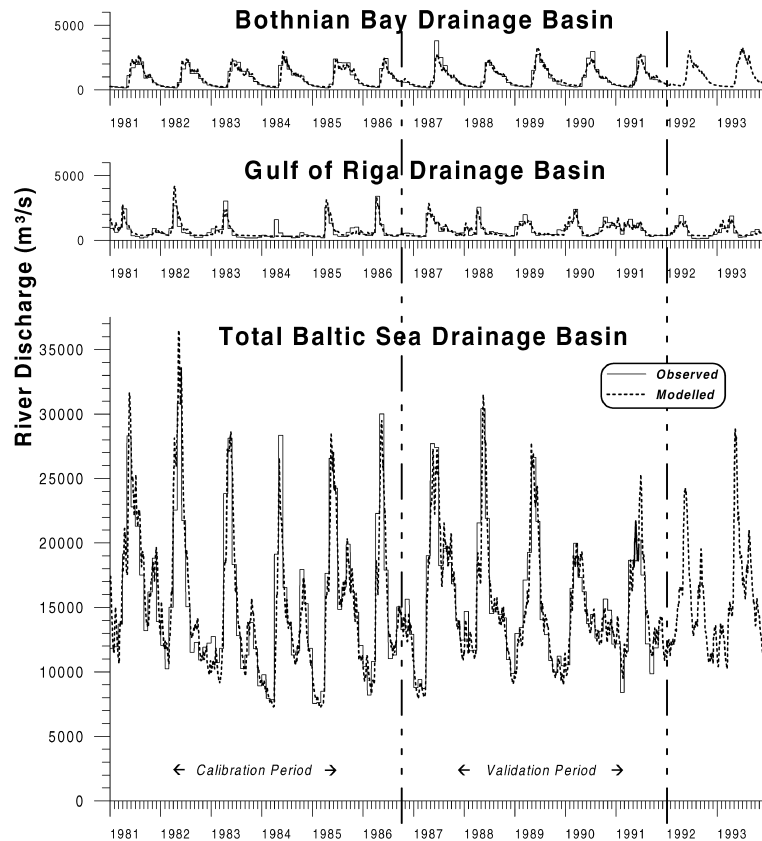 Bothnian Bay Drainage Basin
5000
0
1981 1982 1983 1984 1985 1986 1987 1988 1989 1990 1991 1992 1993
Gulf of Riga Drainage Basin
5000
0
1981 1982 1983 1984 1985 1986 1987 1988 1989 1990 1991 1992 1993
River Discharge (m³/s)
Total Baltic Sea Drainage Basin
35000
Observed
Modelled
30000
25000
20000
15000
10000
5000
← Calibration Period → ← Validation Period →
0
1981 1982 1983 1984 1985 1986 1987 1988 1989 1990 1991 1992 1993